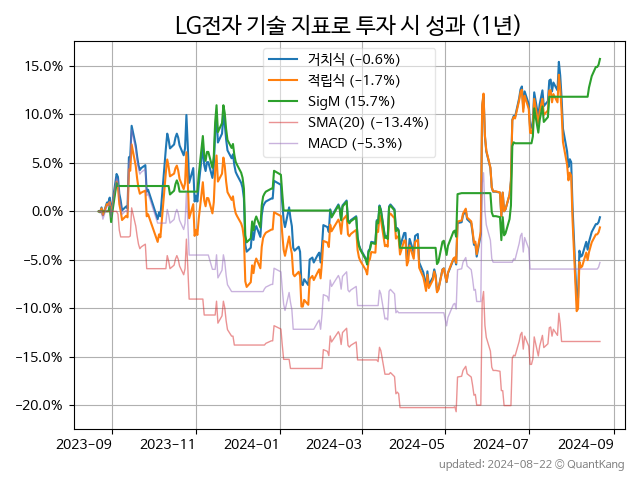 LG전자 기술 지표로 투자 시 성과 (1년)
거치식 (−0.6%)
적립식 (−1.7%)
SigM (15.7%)
SMA(20) (−13.4%)
MACD (−5.3%)
15.0%
10.0%
5.0%
0.0%
−5.0%
−10.0%
−15.0%
−20.0%
2023-09 2023-11 2024-01 2024-03 2024-05 2024-07 2024-09
updated: 2024-08-22 © QuantKang